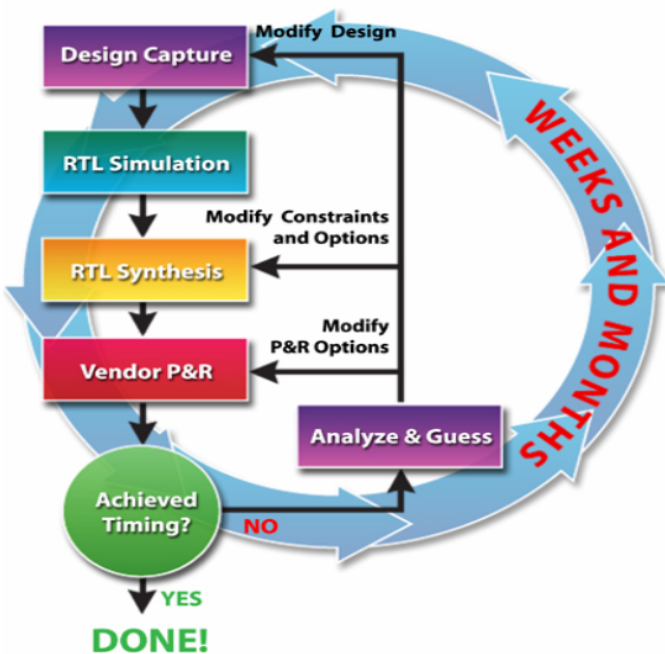 Modify Design
Design Capture
RTL Simulation
Modify Constraints
and Options
RTL Synthesis
Modify
P&R Options
Vendor P&R
Analyze & Guess
Achieved
Timing?
NO
YES
DONE!
WEEKS AND MONTHS